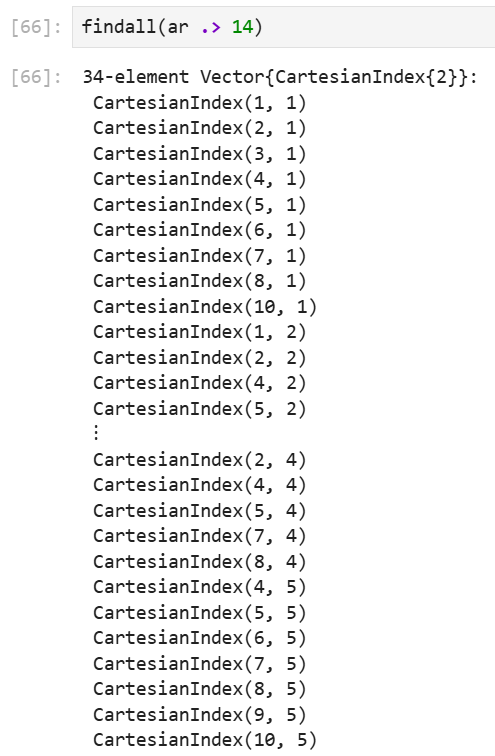 [66]: findall(ar .> 14)
[66]: 34-element Vector{CartesianIndex{2}}:
CartesianIndex(1, 1)
CartesianIndex(2, 1)
CartesianIndex(3, 1)
CartesianIndex(4, 1)
CartesianIndex(5, 1)
CartesianIndex(6, 1)
CartesianIndex(7, 1)
CartesianIndex(8, 1)
CartesianIndex(10, 1)
CartesianIndex(1, 2)
CartesianIndex(2, 2)
CartesianIndex(4, 2)
CartesianIndex(5, 2)
⋮
CartesianIndex(2, 4)
CartesianIndex(4, 4)
CartesianIndex(5, 4)
CartesianIndex(7, 4)
CartesianIndex(8, 4)
CartesianIndex(4, 5)
CartesianIndex(5, 5)
CartesianIndex(6, 5)
CartesianIndex(7, 5)
CartesianIndex(8, 5)
CartesianIndex(9, 5)
CartesianIndex(10, 5)